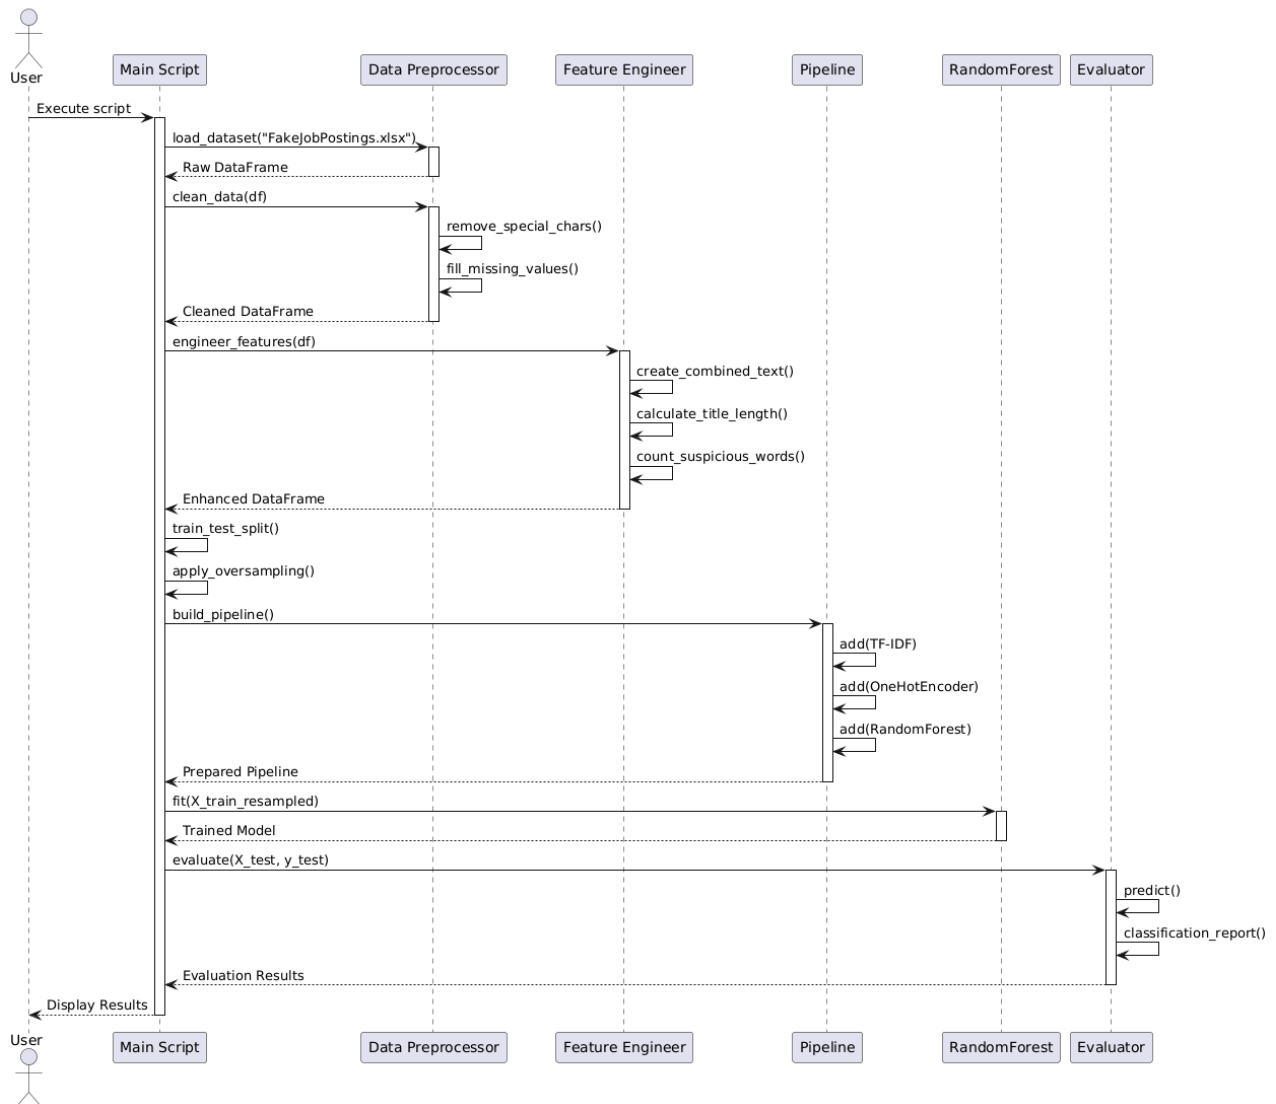 User
Main Script
Data Preprocessor
Feature Engineer
Pipeline
RandomForest
Evaluator
Execute script
load_dataset("FakeJobPostings.xlsx")
Raw DataFrame
clean_data(df)
remove_special_chars()
fill_missing_values()
Cleaned DataFrame
engineer_features(df)
create_combined_text()
calculate_title_length()
count_suspicious_words()
Enhanced DataFrame
train_test_split()
apply_oversampling()
build_pipeline()
add(TF-IDF)
add(OneHotEncoder)
add(RandomForest)
Prepared Pipeline
fit(X_train_resampled)
Trained Model
evaluate(X_test, y_test)
predict()
classification_report()
Evaluation Results
Display Results
User
Main Script
Data Preprocessor
Feature Engineer
Pipeline
RandomForest
Evaluator